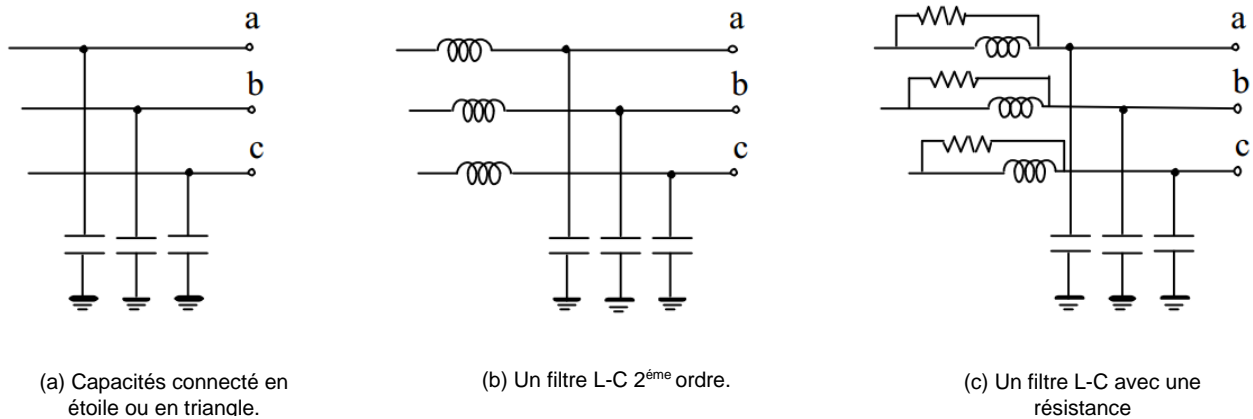 a
b
c
a
b
c
a
b
c
(a) Capacités connecté en
étoile ou en triangle.
(b) Un filtre L-C 2éme ordre.
(c) Un filtre L-C avec une
résistance